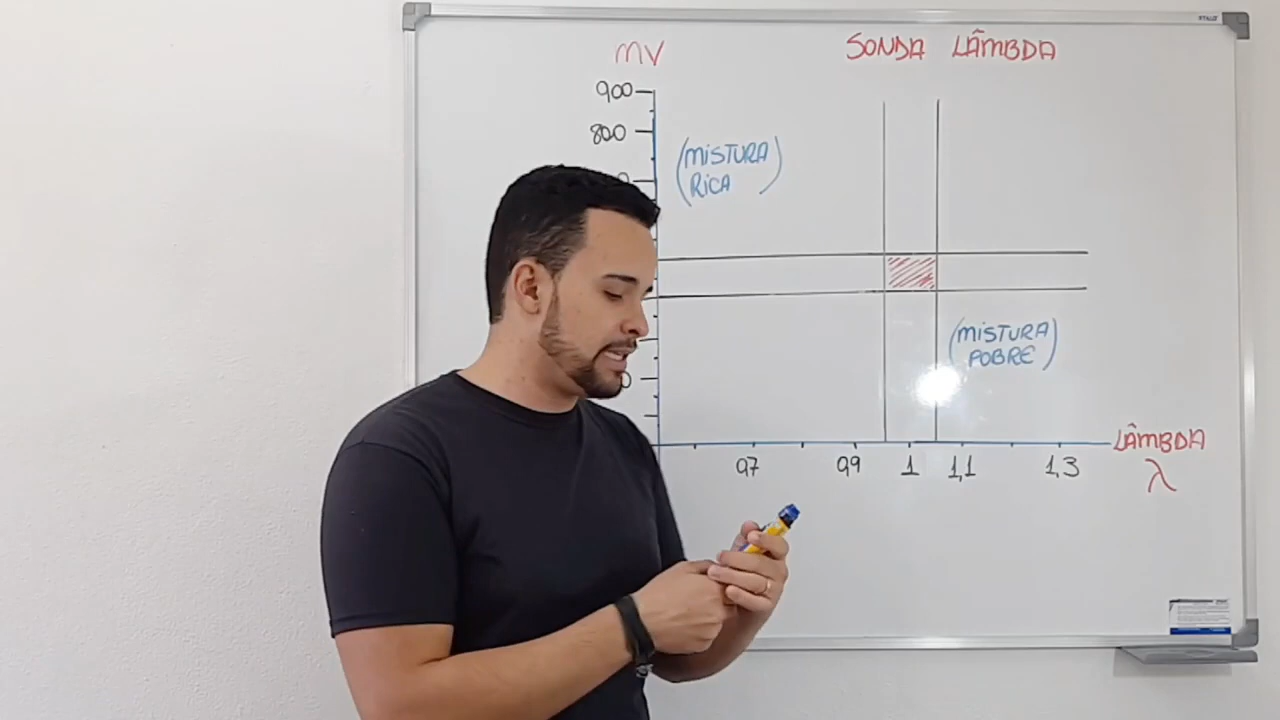 MV
SONDA LÂMBDA
900
800
(MISTURA
RICA)
(MISTURA
POBRE)
LÂMBDA
λ
0,7 0,9 1 1,1 1,3
STALO